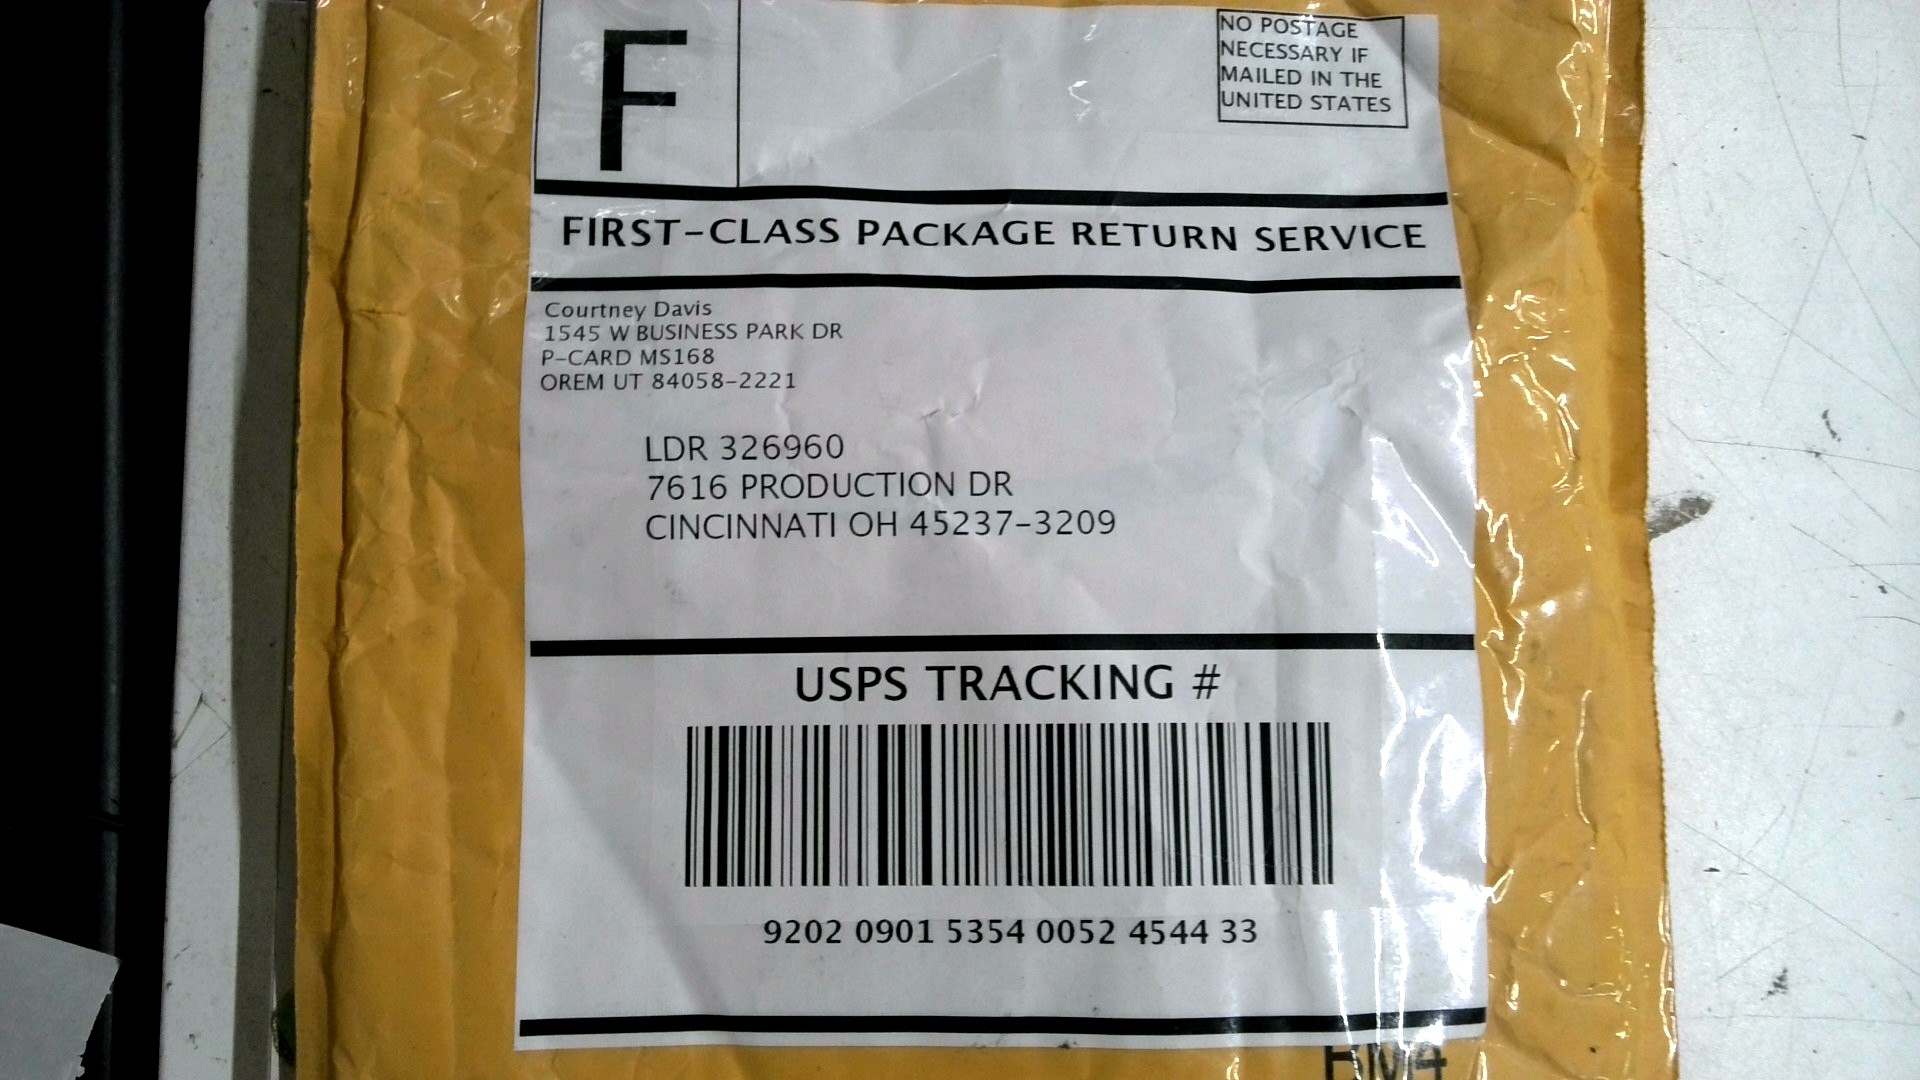 F
NO POSTAGE
NECESSARY IF
MAILED IN THE
UNITED STATES
FIRST-CLASS PACKAGE RETURN SERVICE
Courtney Davis
1545 W BUSINESS PARK DR
P-CARD MS168
OREM UT 84058-2221
LDR 326960
7616 PRODUCTION DR
CINCINNATI OH 45237-3209
USPS TRACKING #
9202 0901 5354 0052 4544 33